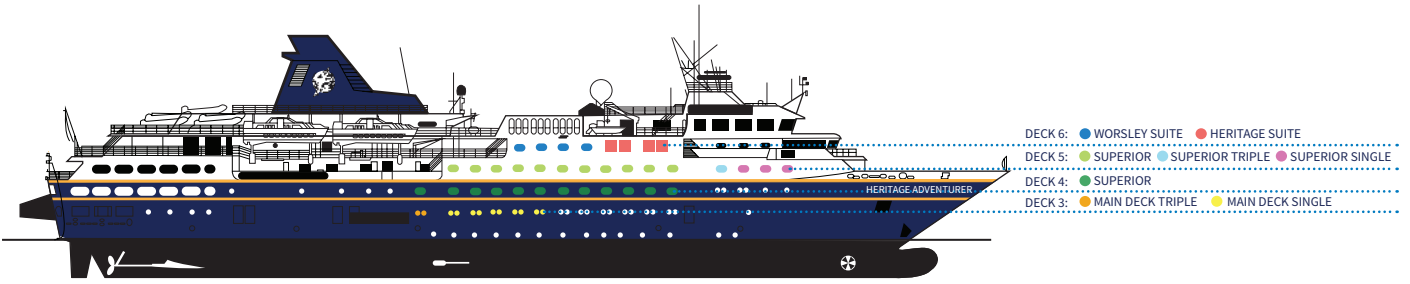 DECK 6: WORSLEY SUITE HERITAGE SUITE
DECK 5: SUPERIOR SUPERIOR TRIPLE SUPERIOR SINGLE
DECK 4: SUPERIOR
HERITAGE ADVENTURER
DECK 3: MAIN DECK TRIPLE MAIN DECK SINGLE